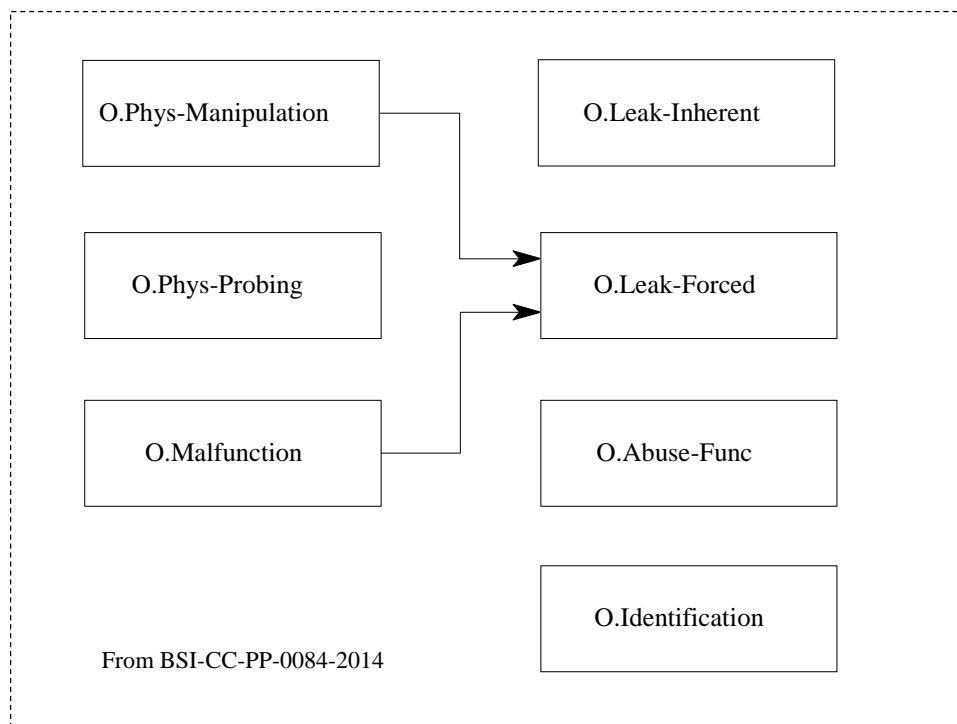 O.Phys-Manipulation
O.Leak-Inherent
O.Phys-Probing
O.Leak-Forced
O.Malfunction
O.Abuse-Func
O.Identification
From BSI-CC-PP-0084-2014